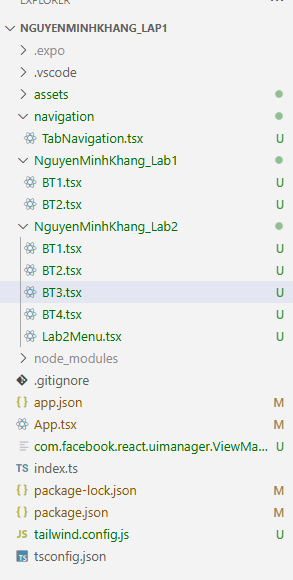 EXPLORER
NGUYENMINHKHANG_LAP1
.expo
.vscode
assets
navigation
TabNavigation.tsx U
NguyenMinhKhang_Lab1
BT1.tsx U
BT2.tsx U
NguyenMinhKhang_Lab2
BT1.tsx U
BT2.tsx U
BT3.tsx U
BT4.tsx U
Lab2Menu.tsx U
node_modules
.gitignore
{} app.json M
App.tsx M
com.facebook.react.uimanager.ViewMa... U
TS index.ts
{} package-lock.json M
{} package.json M
JS tailwind.config.js U
TS tsconfig.json